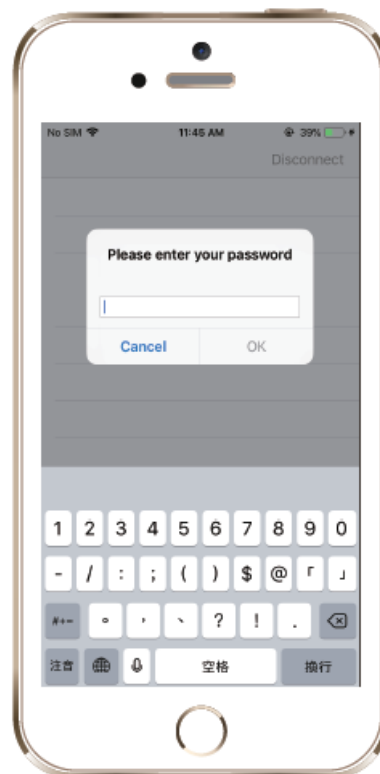 No SIM 11:45 AM 39%
Disconnect
Please enter your password
Cancel OK
1 2 3 4 5 6 7 8 9 0
- / : ; ( ) $ @ 「 」
#+= 。 , 、 ? ! .
注音 空格 換行